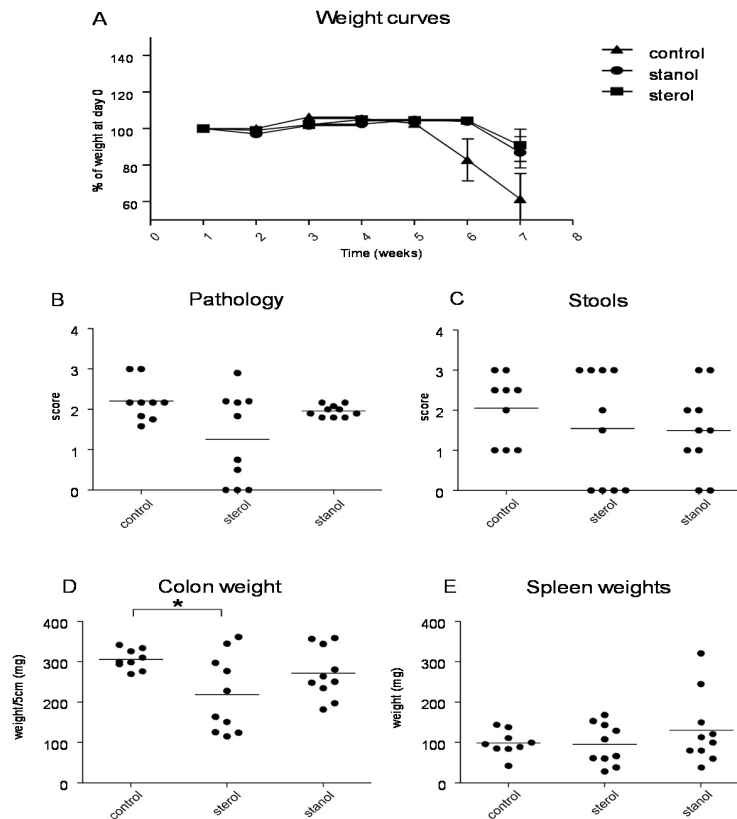 A
Weight curves
control
stanol
sterol
% of weight at day 0
140
120
100
80
60
0 1 2 3 4 5 6 7 8
Time (weeks)
B
Pathology
score
4
3
2
1
0
control sterol stanol
C
Stools
score
4
3
2
1
0
control sterol stanol
D
Colon weight
*
weight/5cm (mg)
400
300
200
100
0
control sterol stanol
E
Spleen weights
weight (mg)
400
300
200
100
0
control sterol stanol